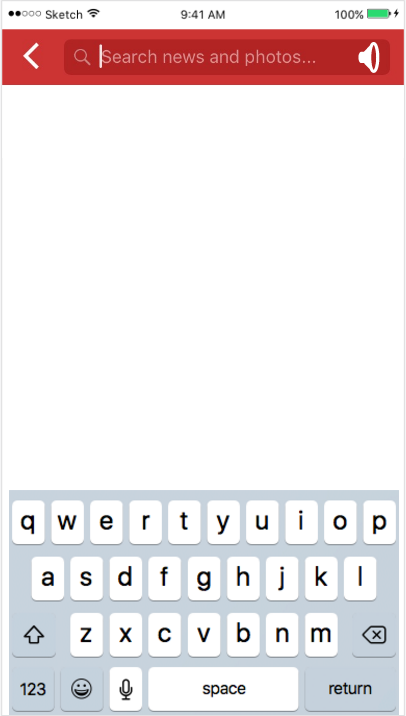 Sketch 9:41 AM 100%
Search news and photos...
q w e r t y u i o p
a s d f g h j k l
z x c v b n m
123 space return